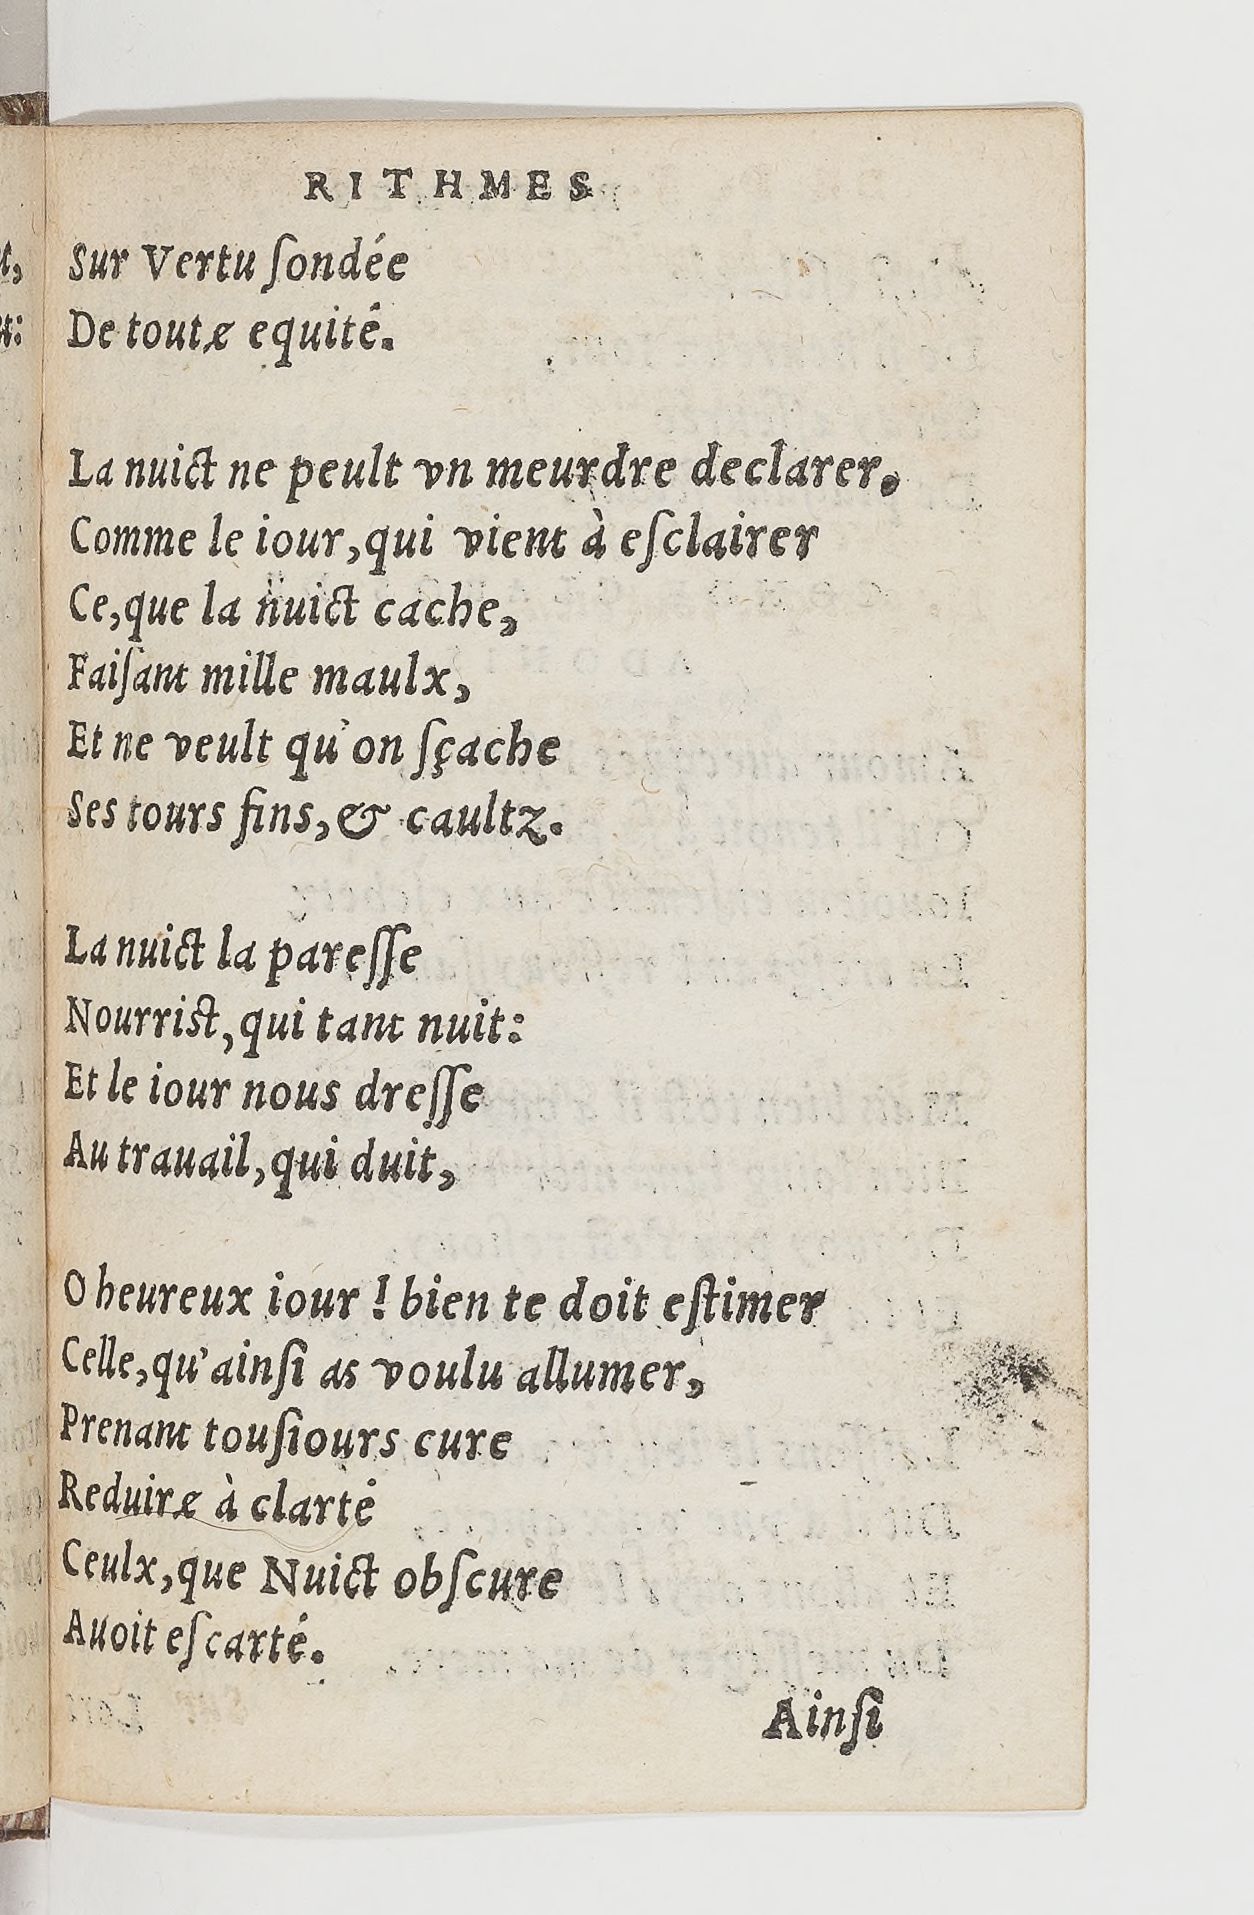 RITHMES
Sur Vertu ſondée
De toutę equité.
La nuict ne peult vn meurdre declarer.
Comme le iour, qui vient à eſclairer
Ce, que la nuict cache,
Faiſant mille maulx,
Et ne veult qu'on ſçache
Ses tours fins, & caultz.
La nuict la pareſſe
Nourriſt, qui tant nuit:
Et le iour nous dreſſe
Au trauail, qui duit,
O heureux iour ! bien te doit eſtimer
Celle, qu'ainſi as voulu allumer,
Prenant touſiours cure
Reduirę à clarté
Ceulx, que Nuict obſcure
Auoit eſcarté.
Ainſi